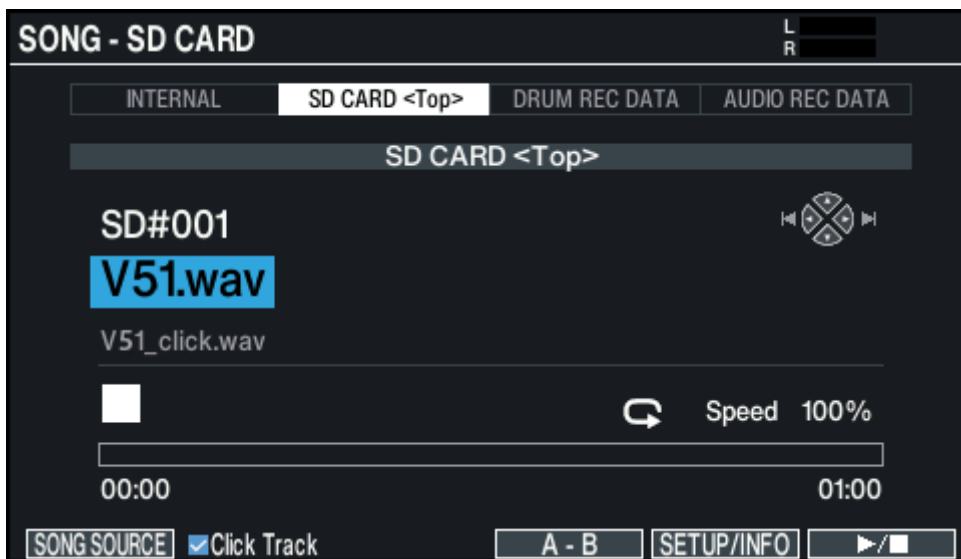 SONG - SD CARD
L
R
INTERNAL SD CARD <Top> DRUM REC DATA AUDIO REC DATA
SD CARD <Top>
SD#001
V51.wav
V51_click.wav
Speed 100%
00:00 01:00
SONG SOURCE Click Track A - B SETUP/INFO ▶/■